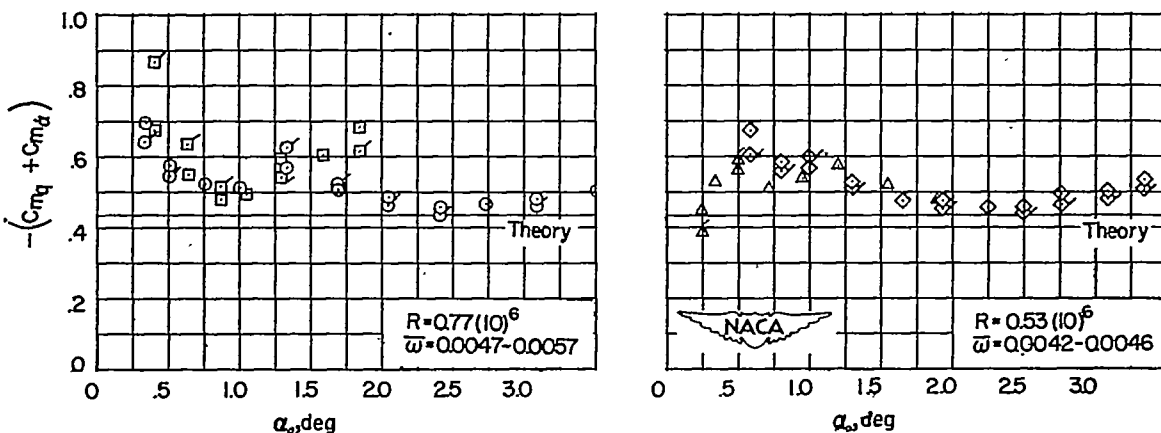 1.0
.8
.6
.4
.2
0
-(Cmq + Cmα̇)
Theory
R=0.77(10)^6
ω̅=0.0047-0.0057
0 .5 1.0 1.5 2.0 2.5 3.0
α₀,deg
Theory
NACA
R=0.53(10)^6
ω̅=0.0042-0.0046
0 .5 1.0 1.5 2.0 2.5 3.0
α₀,deg